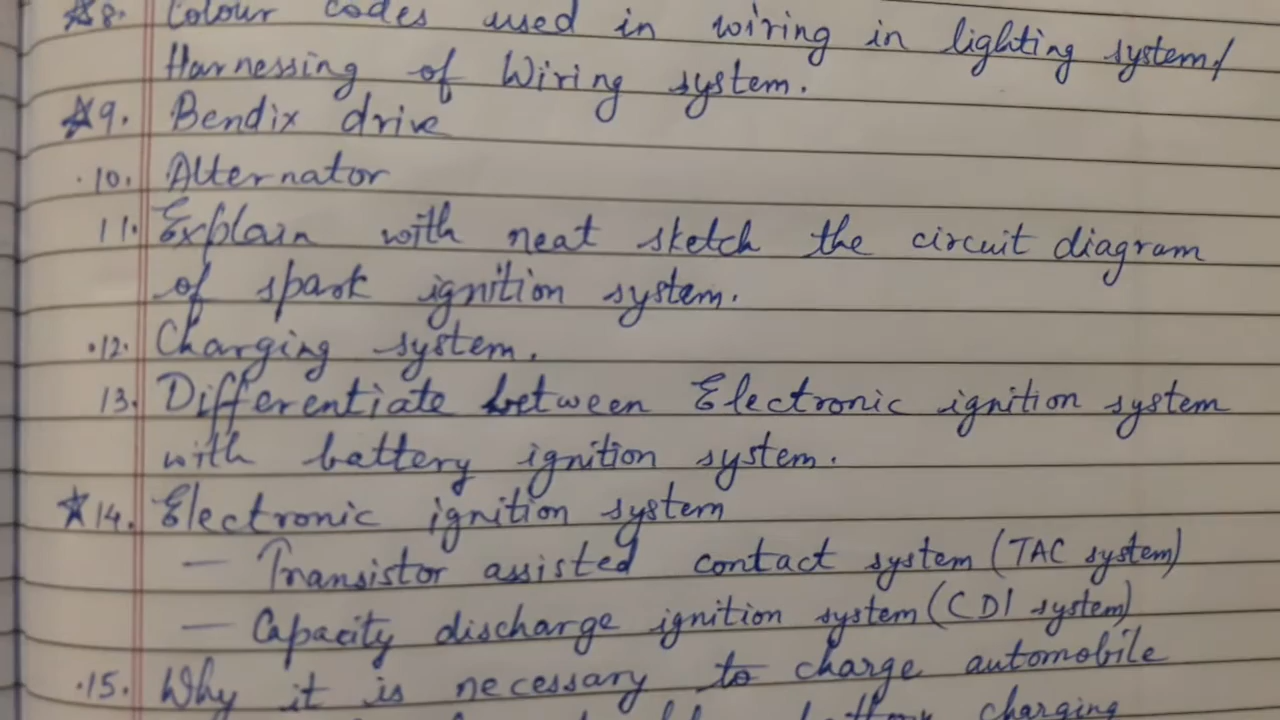 ☆8. Colour codes used in wiring in lighting system/
Harnessing of Wiring system.
☆9. Bendix drive
.10. Alternator
11. Explain with neat sketch the circuit diagram
of spark ignition system.
.12. Charging system.
13. Differentiate between Electronic ignition system
with battery ignition system.
☆14. Electronic ignition system
— Transistor assisted contact system (TAC system)
— Capacity discharge ignition system (CDI system)
.15. Why it is necessary to charge automobile
battery charging